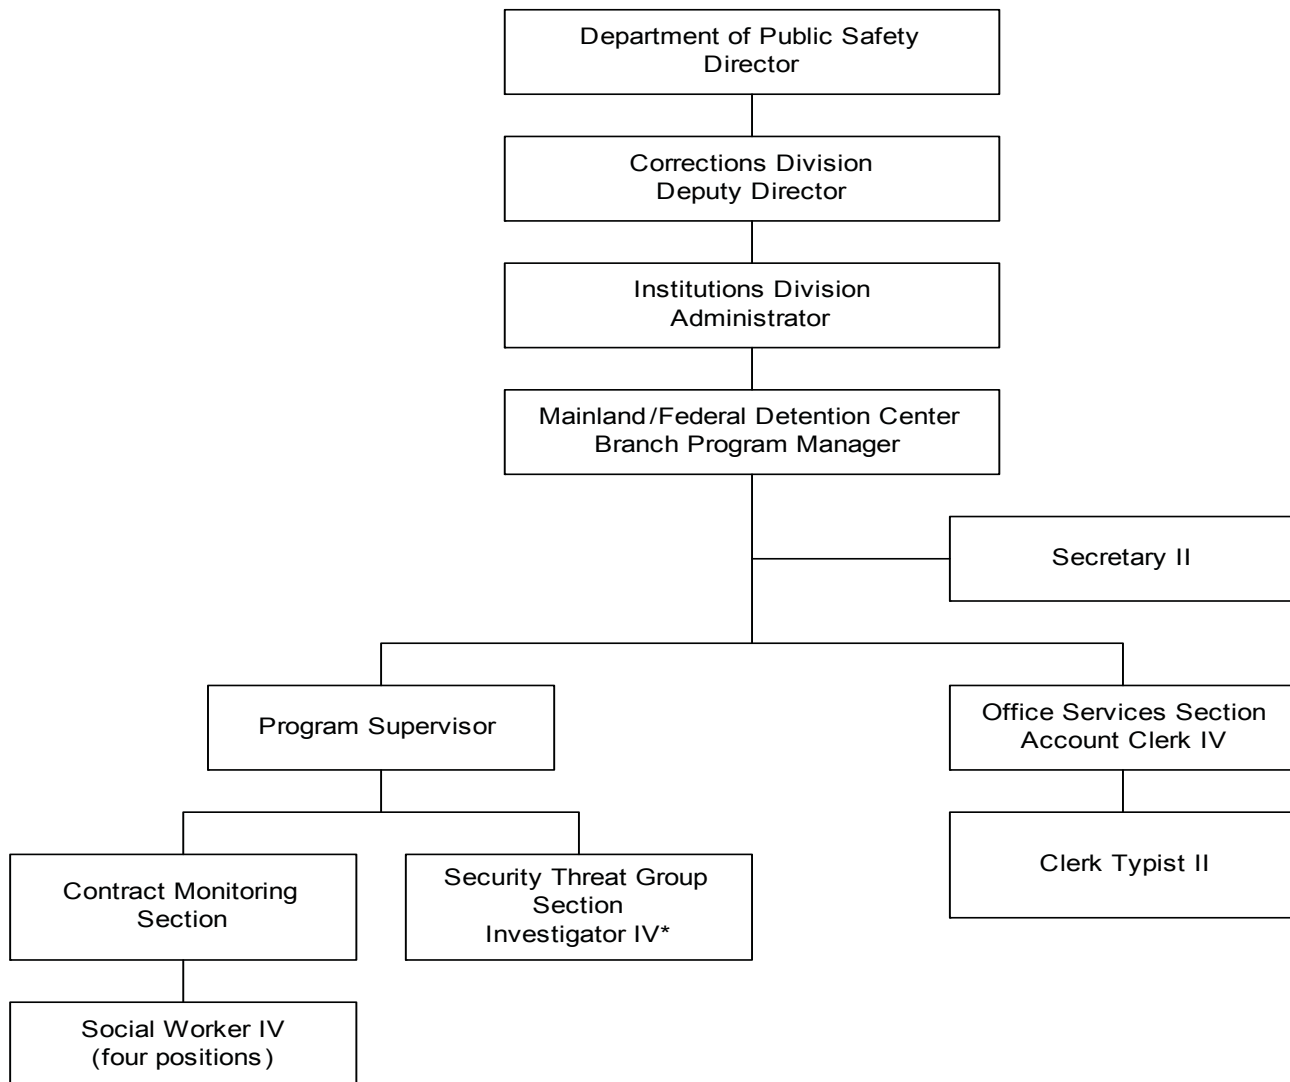 Department of Public Safety
Director
Corrections Division
Deputy Director
Institutions Division
Administrator
Mainland/Federal Detention Center
Branch Program Manager
Secretary II
Program Supervisor
Office Services Section
Account Clerk IV
Contract Monitoring
Section
Security Threat Group
Section
Investigator IV*
Clerk Typist II
Social Worker IV
(four positions)